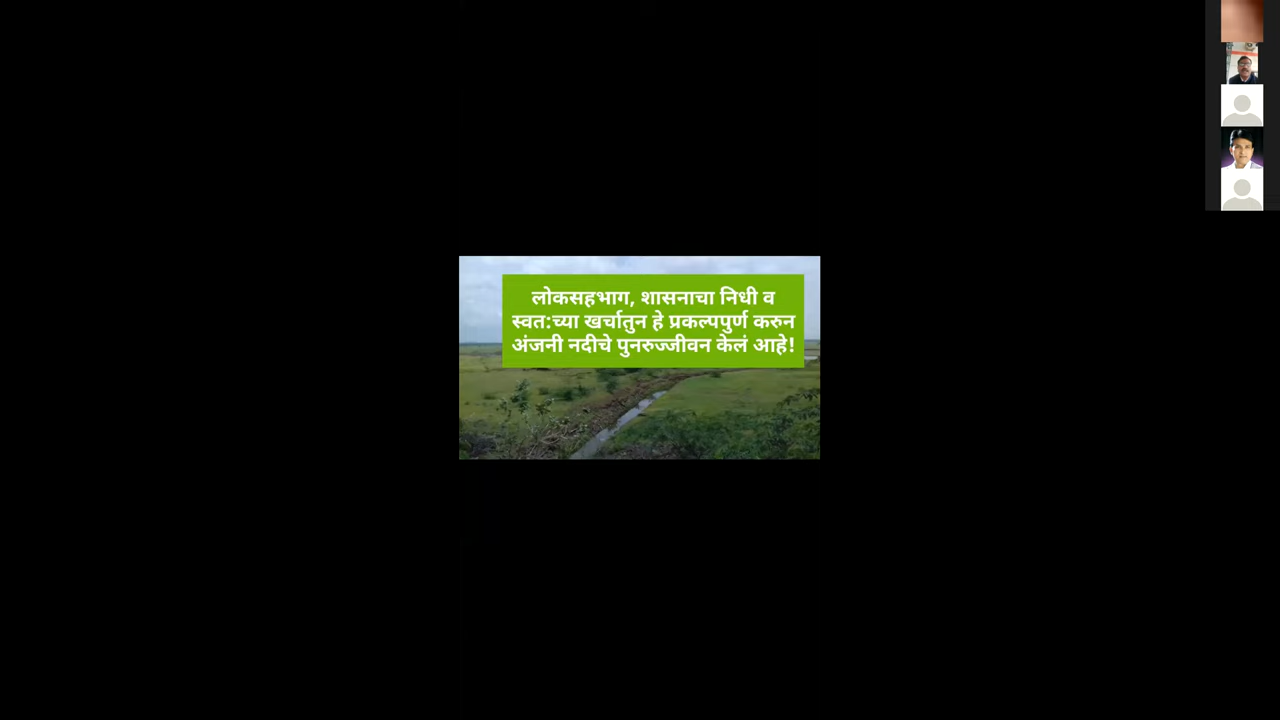 लोकसहभाग, शासनाचा निधी व
स्वत:च्या खर्चातुन हे प्रकल्पपुर्ण करुन
अंजनी नदीचे पुनरुज्जीवन केलं आहे!